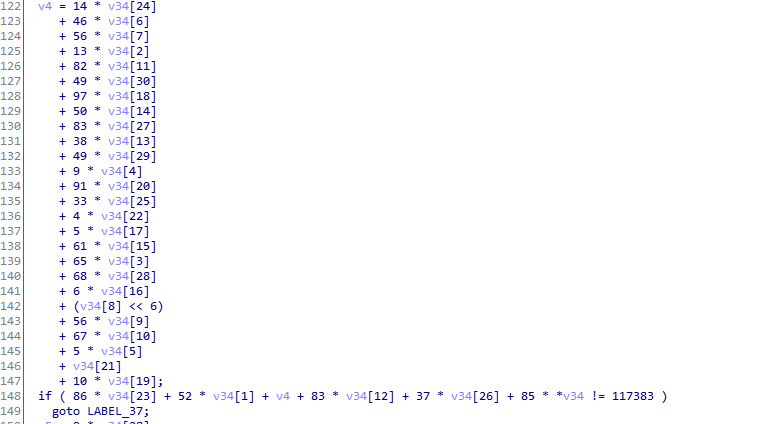 122 v4 = 14 * v34[24]
123 + 46 * v34[6]
124 + 56 * v34[7]
125 + 13 * v34[2]
126 + 82 * v34[11]
127 + 49 * v34[30]
128 + 97 * v34[18]
129 + 50 * v34[14]
130 + 83 * v34[27]
131 + 38 * v34[13]
132 + 49 * v34[29]
133 + 9 * v34[4]
134 + 91 * v34[20]
135 + 33 * v34[25]
136 + 4 * v34[22]
137 + 5 * v34[17]
138 + 61 * v34[15]
139 + 65 * v34[3]
140 + 68 * v34[28]
141 + 6 * v34[16]
142 + (v34[8] << 6)
143 + 56 * v34[9]
144 + 67 * v34[10]
145 + 5 * v34[5]
146 + v34[21]
147 + 10 * v34[19];
148 if ( 86 * v34[23] + 52 * v34[1] + v4 + 83 * v34[12] + 37 * v34[26] + 85 * *v34 != 117383 )
149 goto LABEL_37;